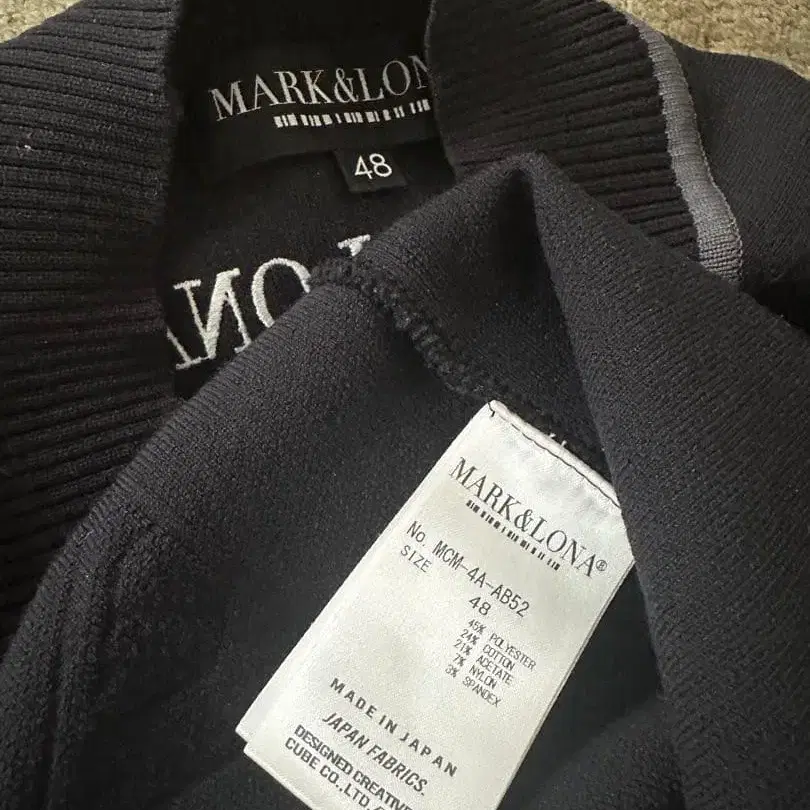 MARK&LON
48
MARK&LONA®
No. MCM-4A-AB52
SIZE
48
45% POLYESTER
24% COTTON
21% ACETATE
7% NYLON
3% SPANDEX
MADE IN JAPAN
JAPAN FABRICS.
DESIGNED CREATIVE
CUBE CO.,LTD.